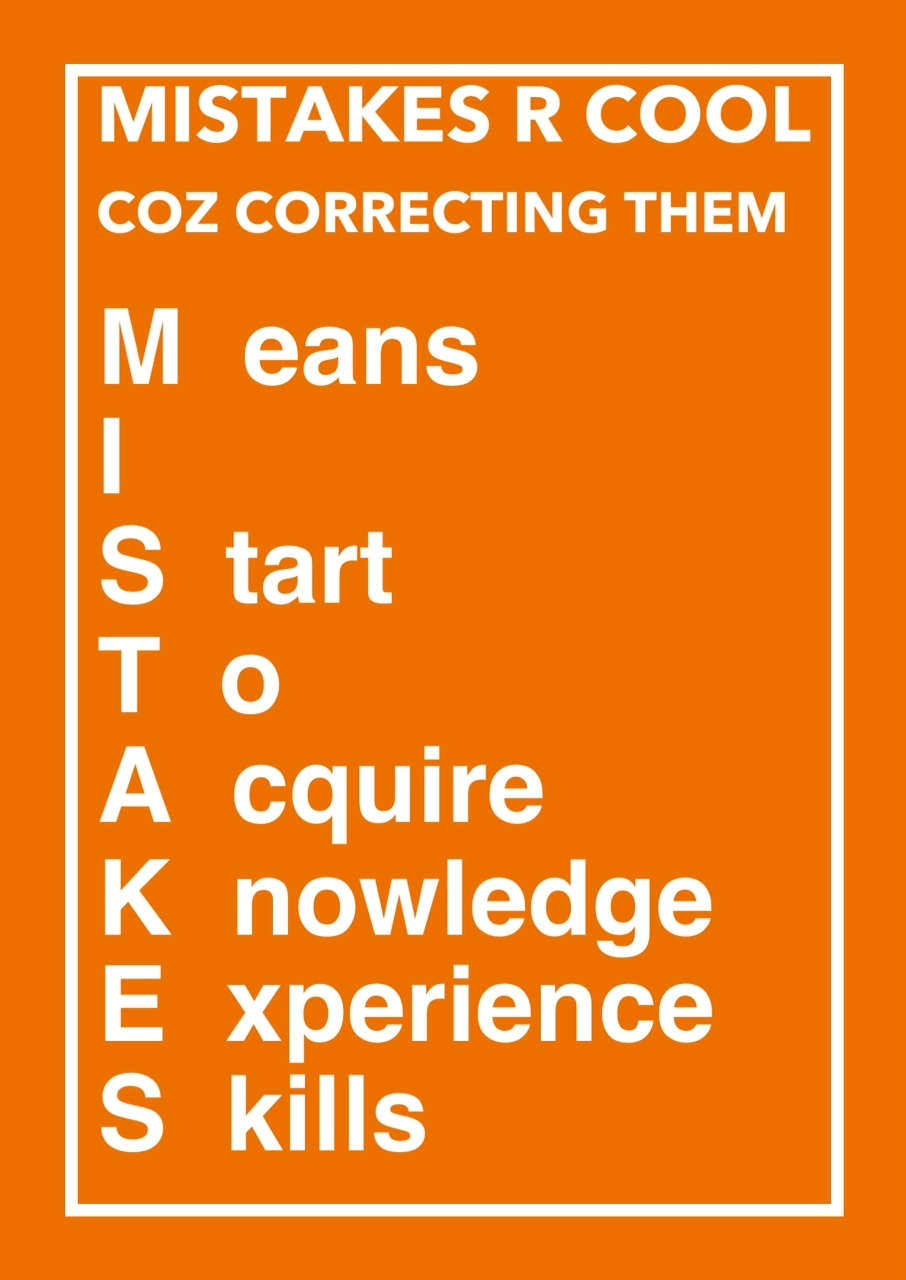 MISTAKES R COOL
COZ CORRECTING THEM
M eans
I
S tart
T o
A cquire
K nowledge
E xperience
S kills